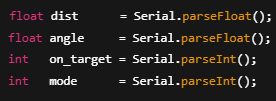 float dist     = Serial.parseFloat();
float angle    = Serial.parseFloat();
int   on_target = Serial.parseInt();
int   mode     = Serial.parseInt();